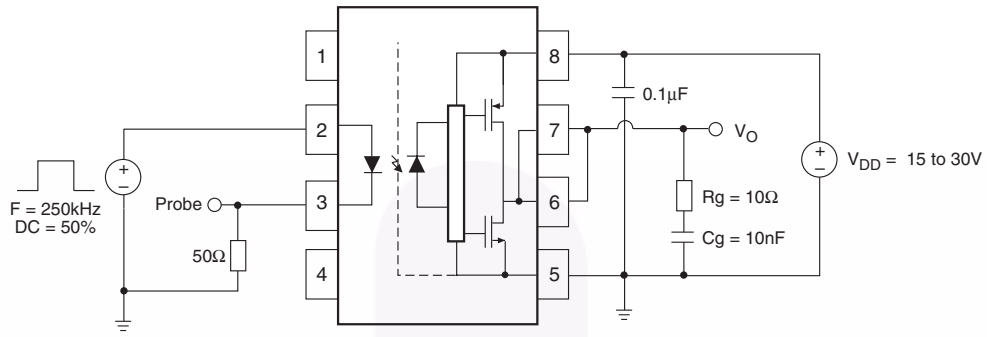 1
8
0.1μF
2
7
VO
+
−
F = 250kHz
DC = 50%
+
−
VDD = 15 to 30V
Probe
3
6
Rg = 10Ω
50Ω
Cg = 10nF
4
5